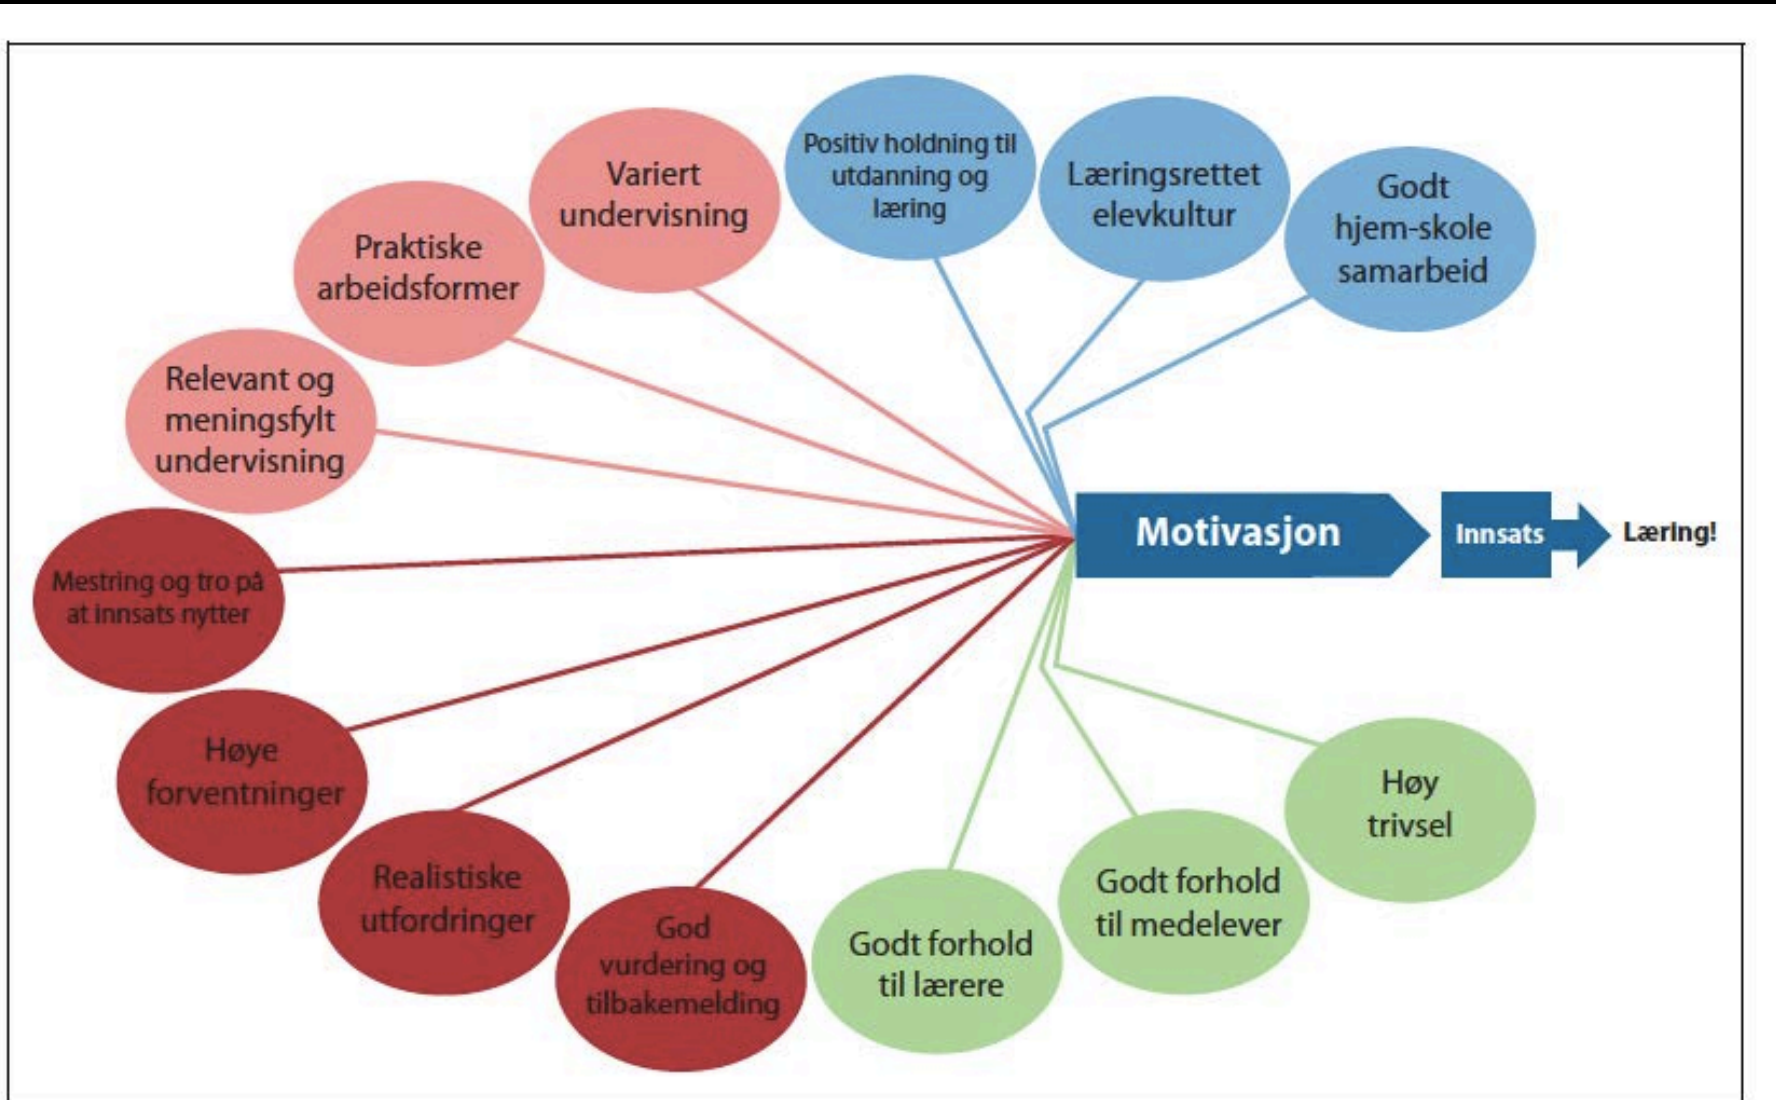 Positiv holdning til
utdanning og
læring
Læringsrettet
elevkultur
Godt
hjem-skole
samarbeid
Variert
undervisning
Praktiske
arbeidsformer
Relevant og
meningsfylt
undervisning
Mestring og tro på
at innsats nytter
Høye
forventninger
Realistiske
utfordringer
God
vurdering og
tilbakemelding
Godt forhold
til lærere
Godt forhold
til medelever
Høy
trivsel
Motivasjon
Innsats
Læring!